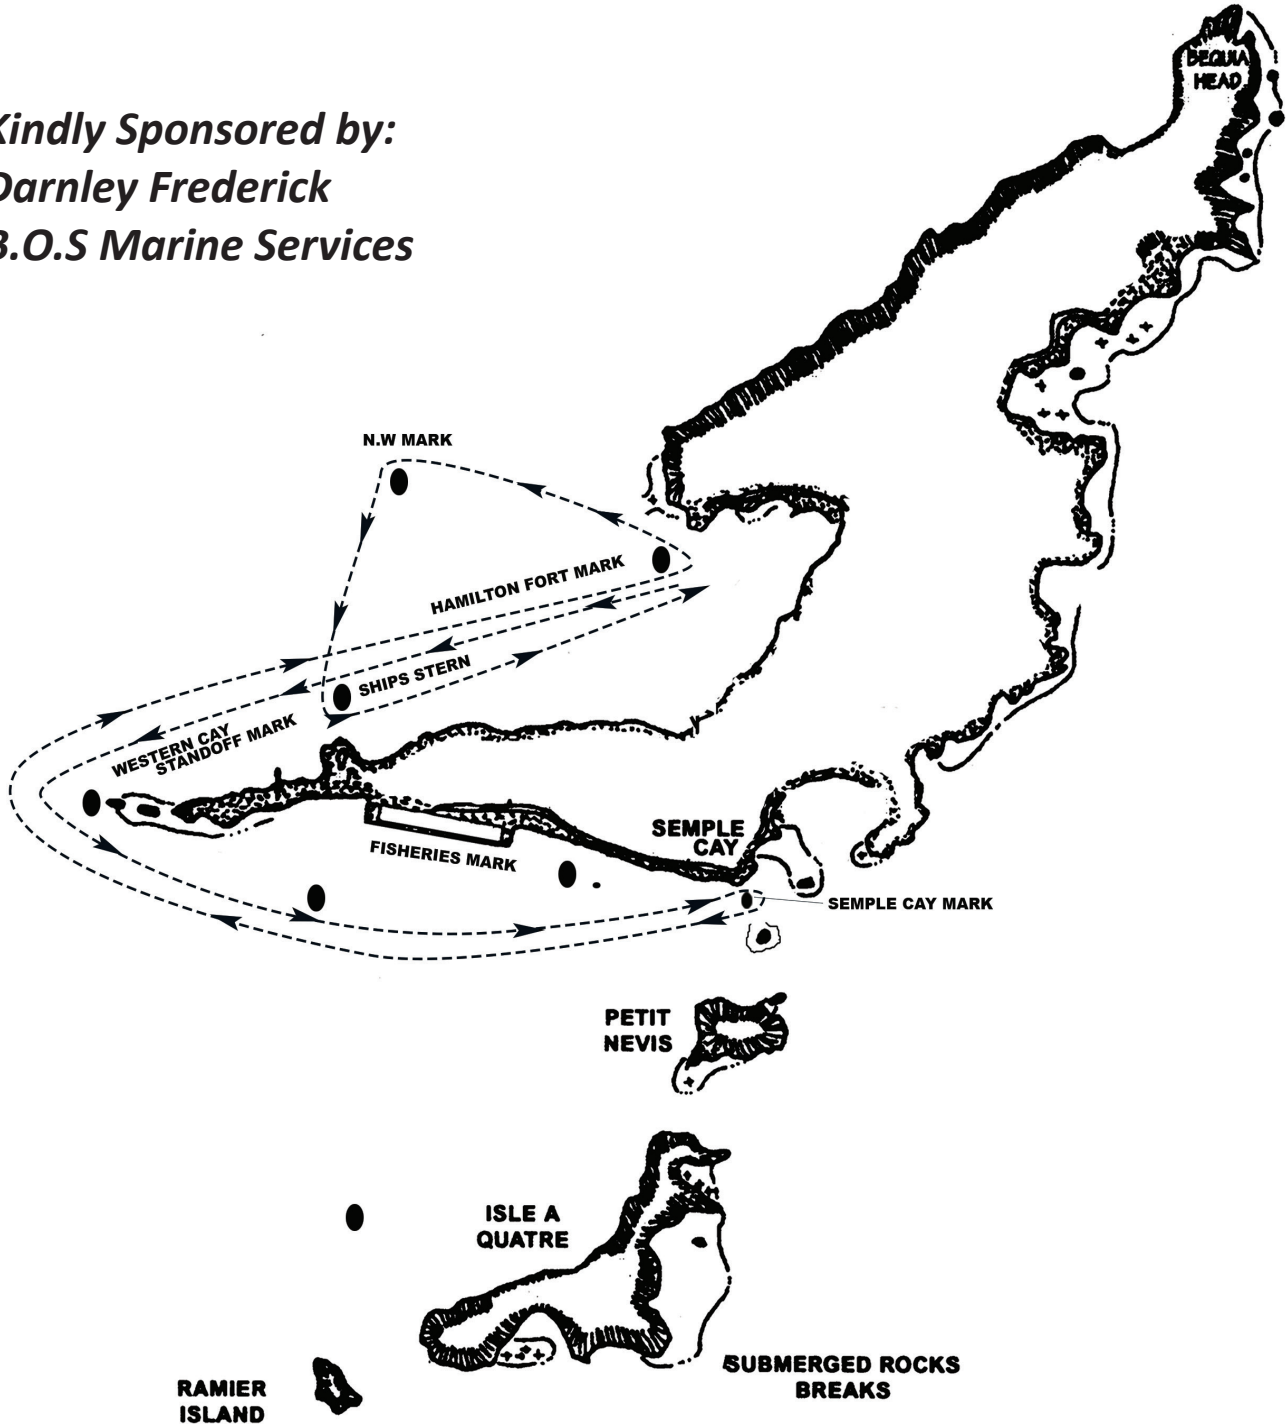 Kindly Sponsored by:
Darnley Frederick
B.O.S Marine Services
BEQUIA
HEAD
N.W MARK
HAMILTON FORT MARK
SHIPS STERN
WESTERN CAY
STANDOFF MARK
SEMPLE
CAY
FISHERIES MARK
SEMPLE CAY MARK
PETIT
NEVIS
ISLE A
QUATRE
SUBMERGED ROCKS
BREAKS
RAMIER
ISLAND